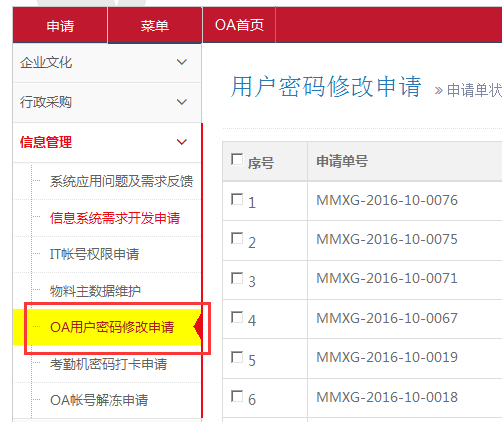 申请 菜单 OA首页
企业文化
行政采购
信息管理
系统应用问题及需求反馈
信息系统需求开发申请
IT帐号权限申请
物料主数据维护
OA用户密码修改申请
考勤机密码打卡申请
OA帐号解冻申请
用户密码修改申请 » 申请单状
序号 申请单号
1 MMXG-2016-10-0076
2 MMXG-2016-10-0075
3 MMXG-2016-10-0071
4 MMXG-2016-10-0067
5 MMXG-2016-10-0019
6 MMXG-2016-10-0018